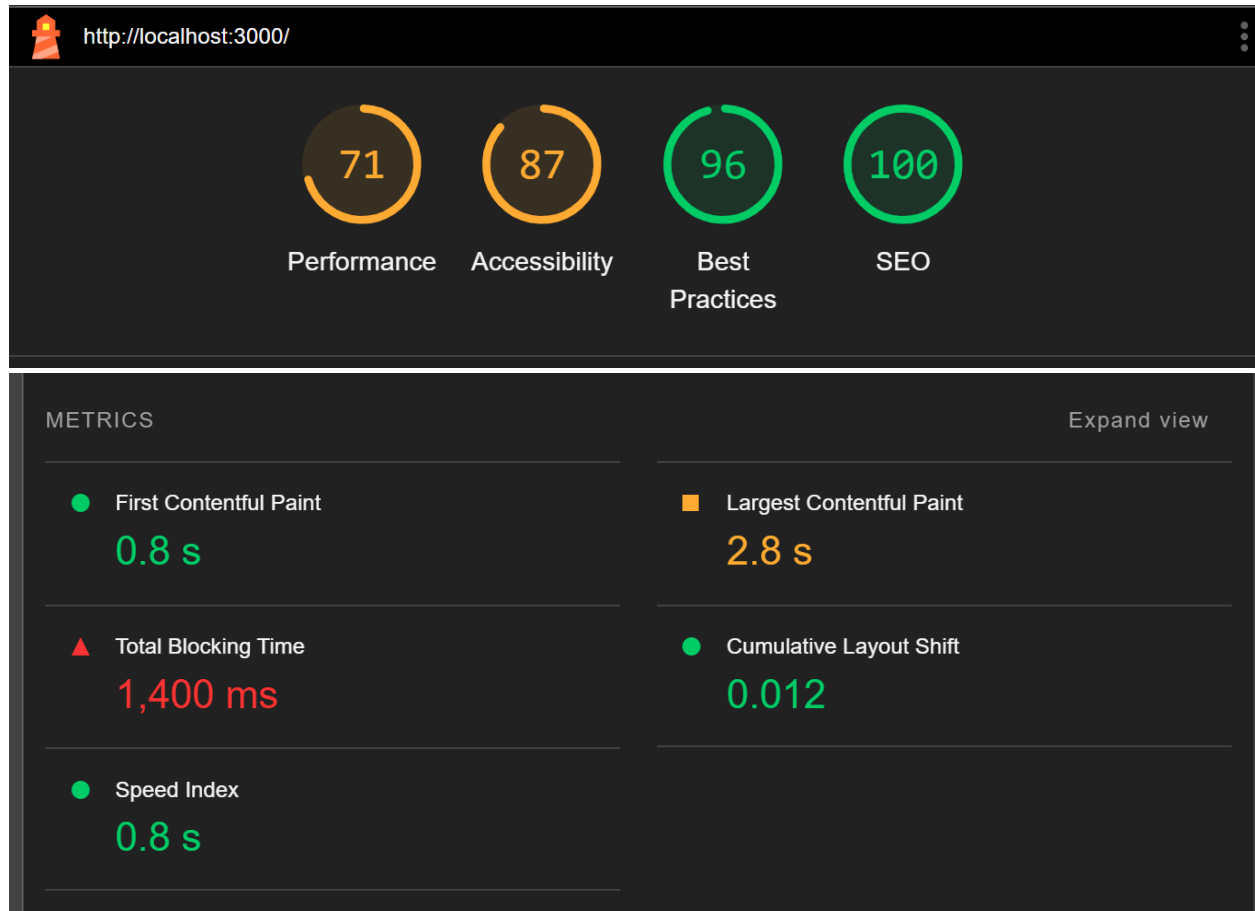 http://localhost:3000/
71 87 96 100
Performance Accessibility Best Practices SEO
METRICS Expand view
First Contentful Paint
0.8 s
Largest Contentful Paint
2.8 s
Total Blocking Time
1,400 ms
Cumulative Layout Shift
0.012
Speed Index
0.8 s